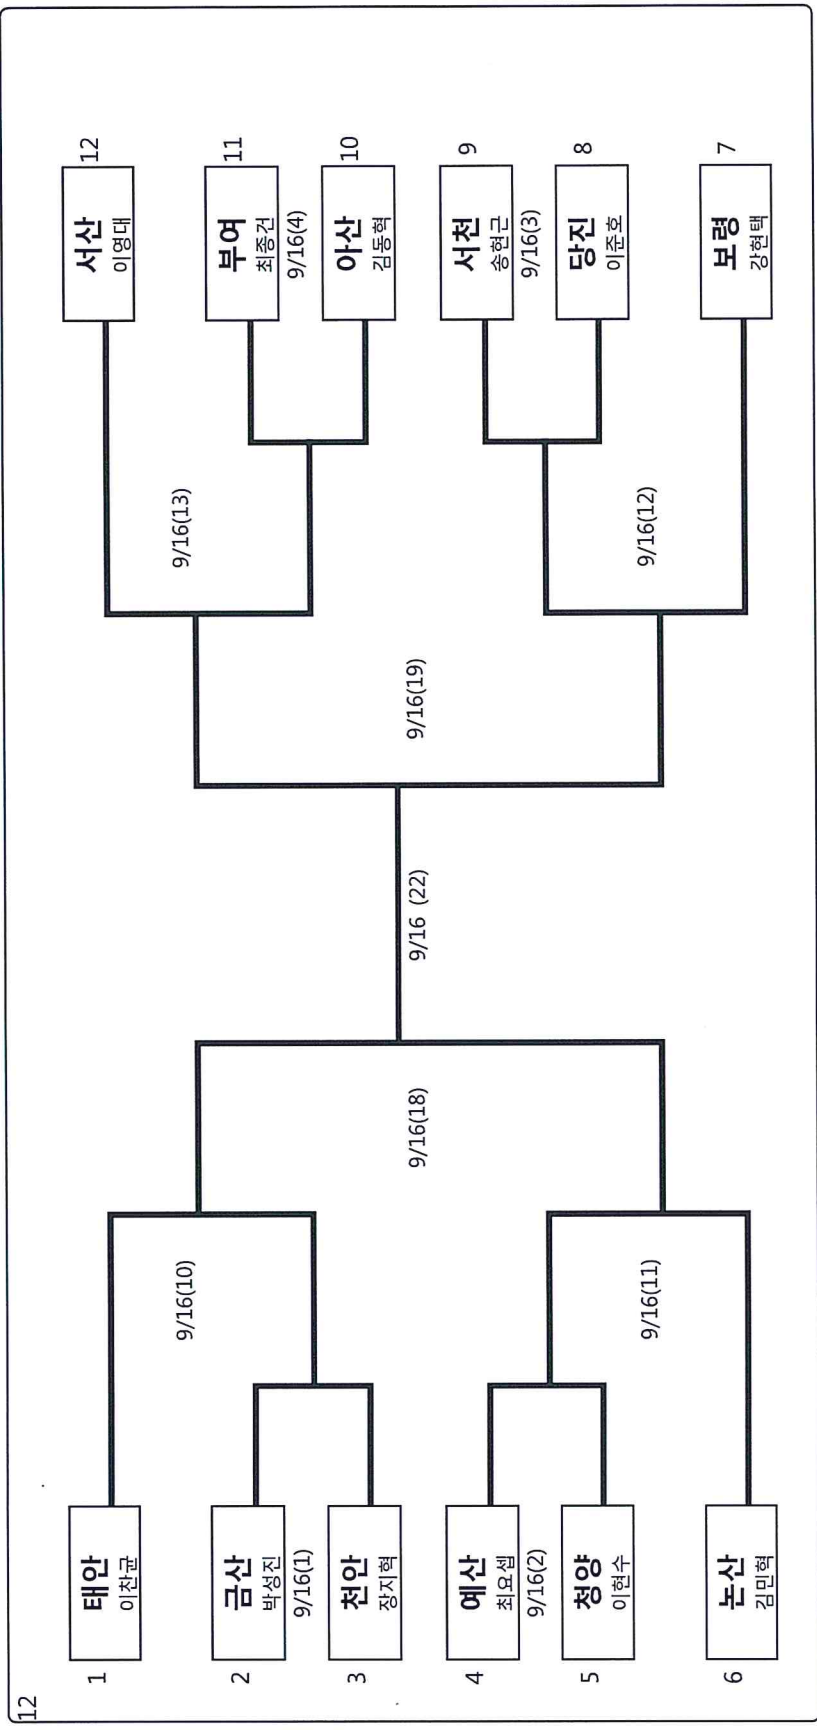 12
1
태안
이찬균
2
금산
박성진
9/16(1)
3
천안
장지혁
4
예산
최요셉
9/16(2)
5
청양
이현수
6
논산
김민혁
9/16(10)
9/16(11)
9/16(18)
9/16 (22)
9/16(19)
9/16(13)
9/16(12)
서산
이영대
12
부여
최종건
11
9/16(4)
아산
김동혁
10
서천
송현근
9
9/16(3)
당진
이준호
8
보령
강현택
7